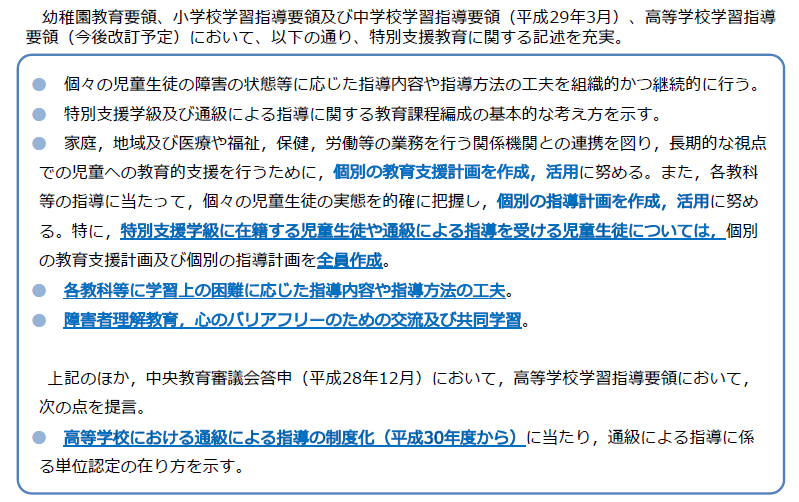 幼稚園教育要領、小学校学習指導要領及び中学校学習指導要領（平成29年3月）、高等学校学習指導
要領（今後改訂予定）において、以下の通り、特別支援教育に関する記述を充実。
● 個々の児童生徒の障害の状態等に応じた指導内容や指導方法の工夫を組織的かつ継続的に行う。
● 特別支援学級及び通級による指導に関する教育課程編成の基本的な考え方を示す。
● 家庭，地域及び医療や福祉，保健，労働等の業務を行う関係機関との連携を図り，長期的な視点
での児童への教育的支援を行うために，個別の教育支援計画を作成，活用に努める。また，各教科
等の指導に当たって，個々の児童生徒の実態を的確に把握し，個別の指導計画を作成，活用に努め
る。特に，特別支援学級に在籍する児童生徒や通級による指導を受ける児童生徒については，個別
の教育支援計画及び個別の指導計画を全員作成。
● 各教科等に学習上の困難に応じた指導内容や指導方法の工夫。
● 障害者理解教育，心のバリアフリーのための交流及び共同学習。
上記のほか，中央教育審議会答申（平成28年12月）において，高等学校学習指導要領において，
次の点を提言。
● 高等学校における通級による指導の制度化（平成30年度から）に当たり，通級による指導に係
る単位認定の在り方を示す。